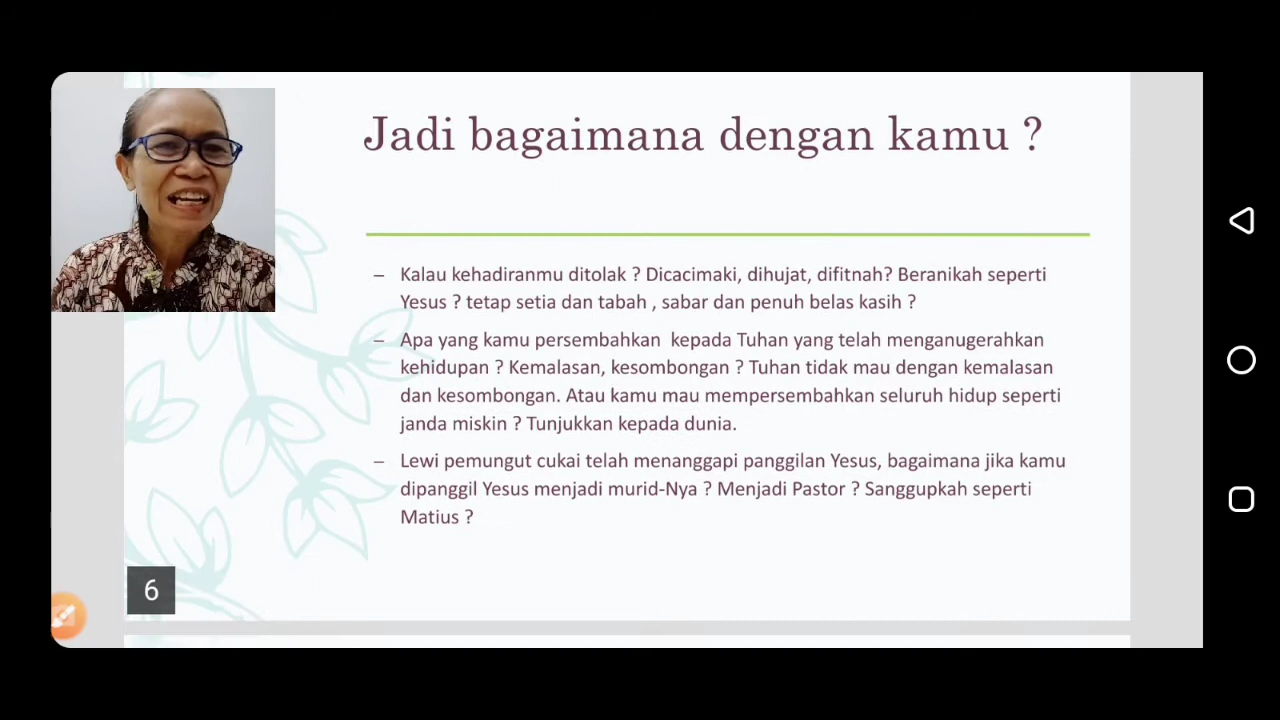 Jadi bagaimana dengan kamu ?
– Kalau kehadiranmu ditolak ? Dicacimaki, dihujat, difitnah? Beranikah seperti
Yesus ? tetap setia dan tabah , sabar dan penuh belas kasih ?
– Apa yang kamu persembahkan  kepada Tuhan yang telah menganugerahkan
kehidupan ? Kemalasan, kesombongan ? Tuhan tidak mau dengan kemalasan
dan kesombongan. Atau kamu mau mempersembahkan seluruh hidup seperti
janda miskin ? Tunjukkan kepada dunia.
– Lewi pemungut cukai telah menanggapi panggilan Yesus, bagaimana jika kamu
dipanggil Yesus menjadi murid-Nya ? Menjadi Pastor ? Sanggupkah seperti
Matius ?
6